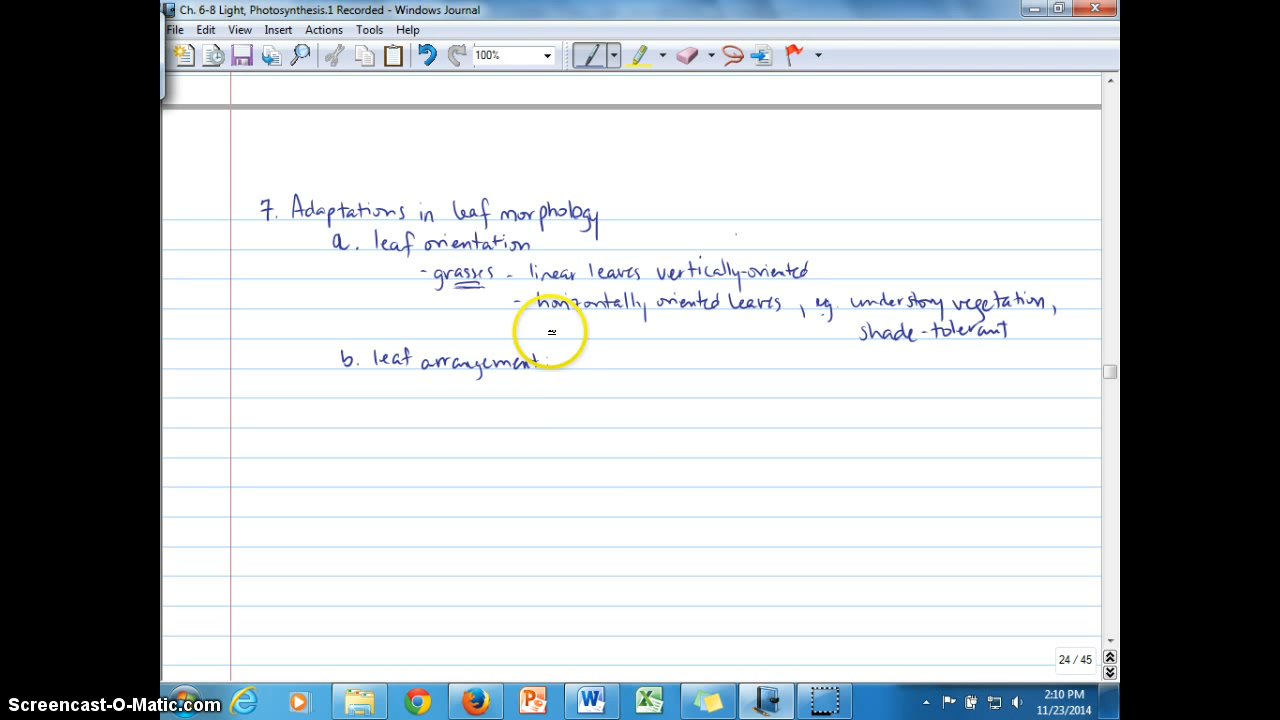 Ch. 6-8 Light, Photosynthesis.1 Recorded - Windows Journal
File Edit View Insert Actions Tools Help
100%
7. Adaptations in leaf morphology
a. leaf orientation
- grasses - linear leaves vertically-oriented
- horizontally oriented leaves, eg. understory vegetation,
shade-tolerant
b. leaf arrangement:
24 / 45
2:10 PM
11/23/2014
Screencast-O-Matic.com